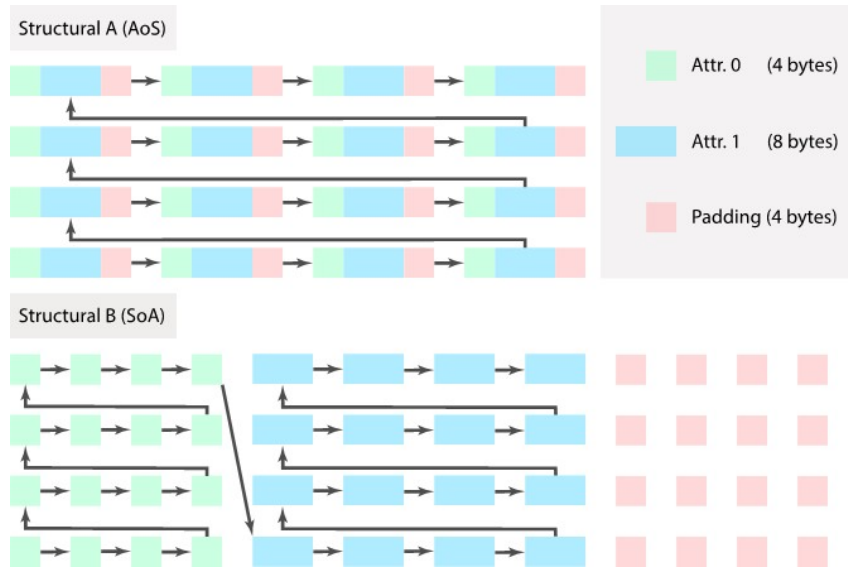 Structural A (AoS)
Attr. 0 (4 bytes)
Attr. 1 (8 bytes)
Padding (4 bytes)
Structural B (SoA)